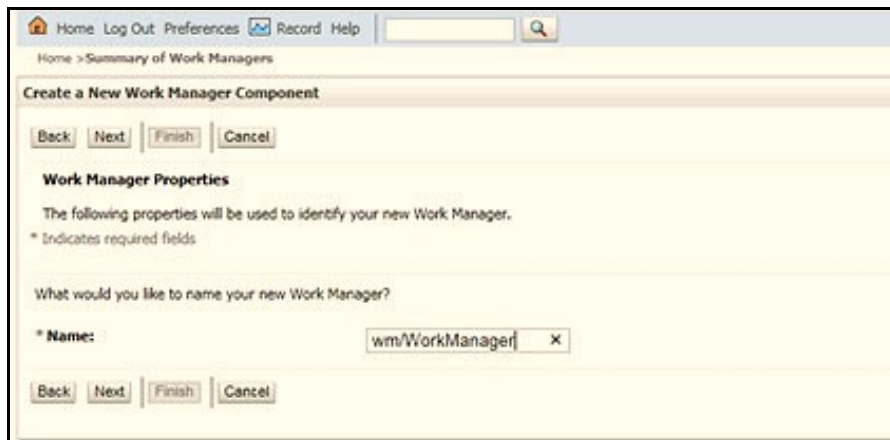 Home Log Out Preferences Record Help
Home >Summary of Work Managers
Create a New Work Manager Component
Back Next Finish Cancel
Work Manager Properties
The following properties will be used to identify your new Work Manager.
* Indicates required fields
What would you like to name your new Work Manager?
* Name: wm/WorkManager
Back Next Finish Cancel